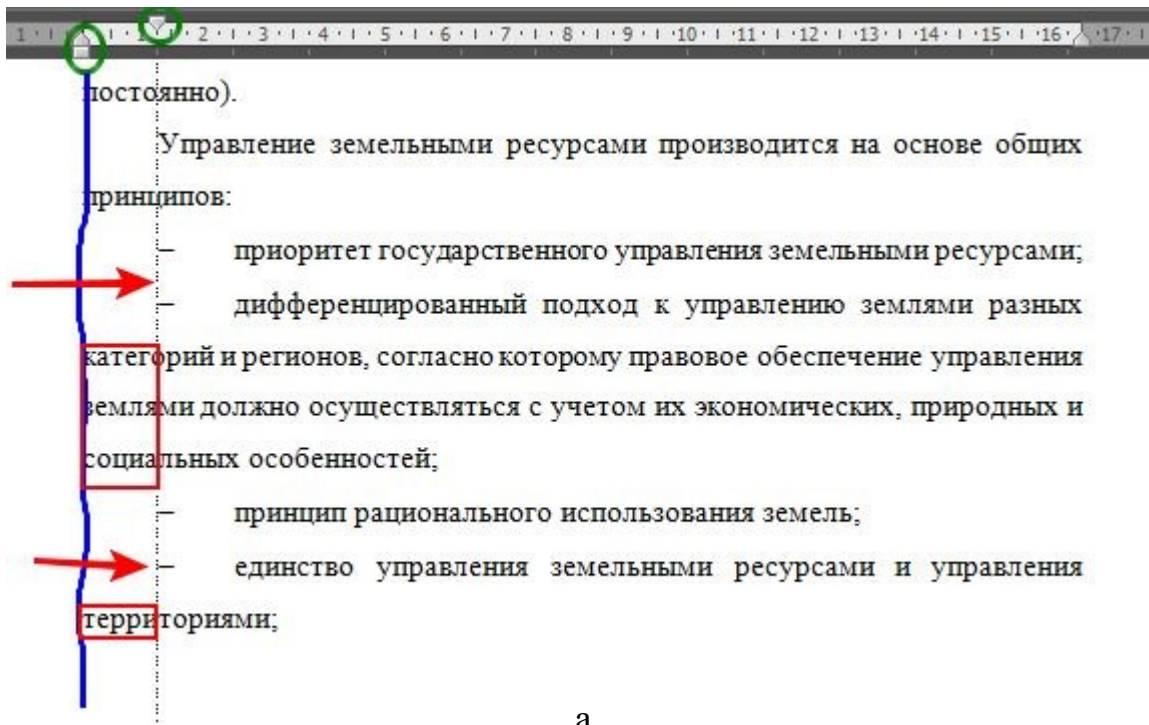 1 1 2 3 4 5 6 7 8 9 10 11 12 13 14 15 16 17
постоянно).
Управление земельными ресурсами производится на основе общих
принципов:
– приоритет государственного управления земельными ресурсами;
– дифференцированный подход к управлению землями разных
категорий и регионов, согласно которому правовое обеспечение управления
землями должно осуществляться с учетом их экономических, природных и
социальных особенностей;
– принцип рационального использования земель;
– единство управления земельными ресурсами и управления
территориями;
а